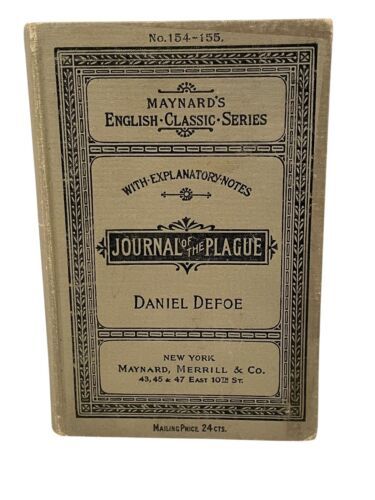 No. 154-155.
MAYNARD'S
ENGLISH·CLASSIC·SERIES
WITH·EXPLANATORY·NOTES
JOURNAL of THE PLAGUE
DANIEL DEFOE
NEW YORK
MAYNARD, MERRILL & Co.
43, 45 & 47 EAST 10TH ST.
MAILING PRICE, 24 CTS.